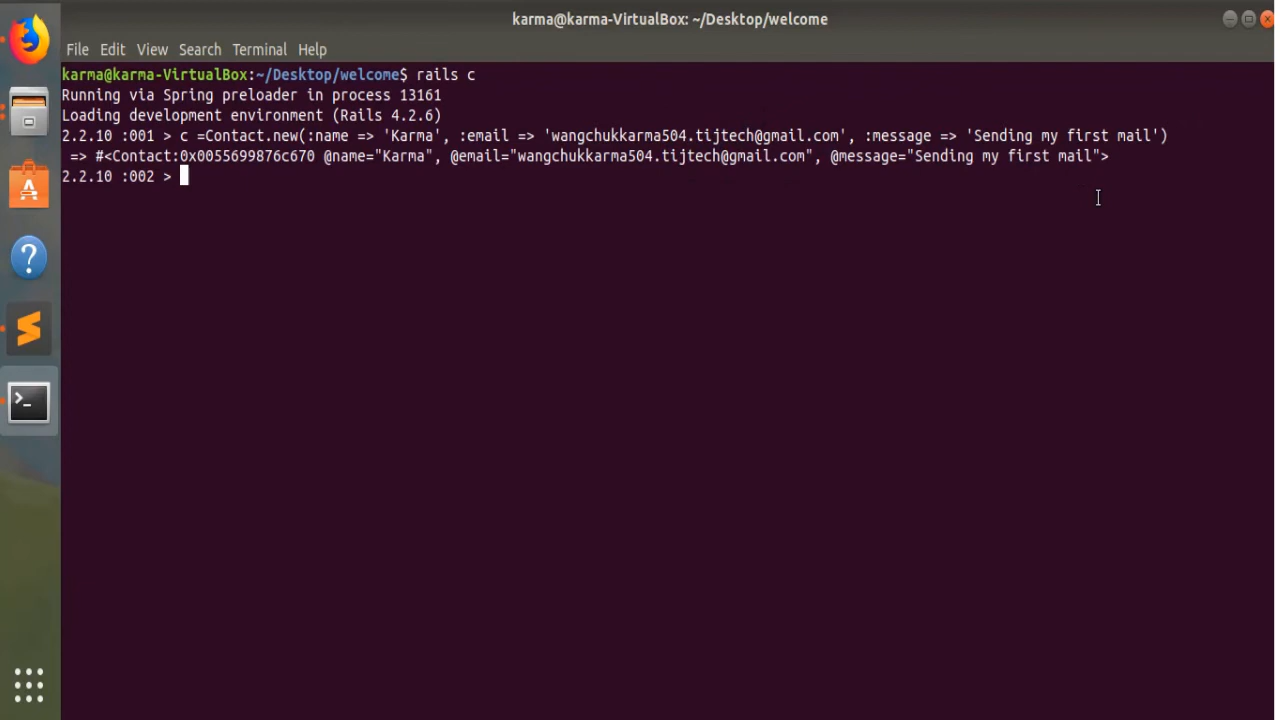 karma@karma-VirtualBox: ~/Desktop/welcome
File Edit View Search Terminal Help
karma@karma-VirtualBox:~/Desktop/welcome$ rails c
Running via Spring preloader in process 13161
Loading development environment (Rails 4.2.6)
2.2.10 :001 > c =Contact.new(:name => 'Karma', :email => 'wangchukkarma504.tijtech@gmail.com', :message => 'Sending my first mail')
=> #<Contact:0x0055699876c670 @name="Karma", @email="wangchukkarma504.tijtech@gmail.com", @message="Sending my first mail">
2.2.10 :002 >